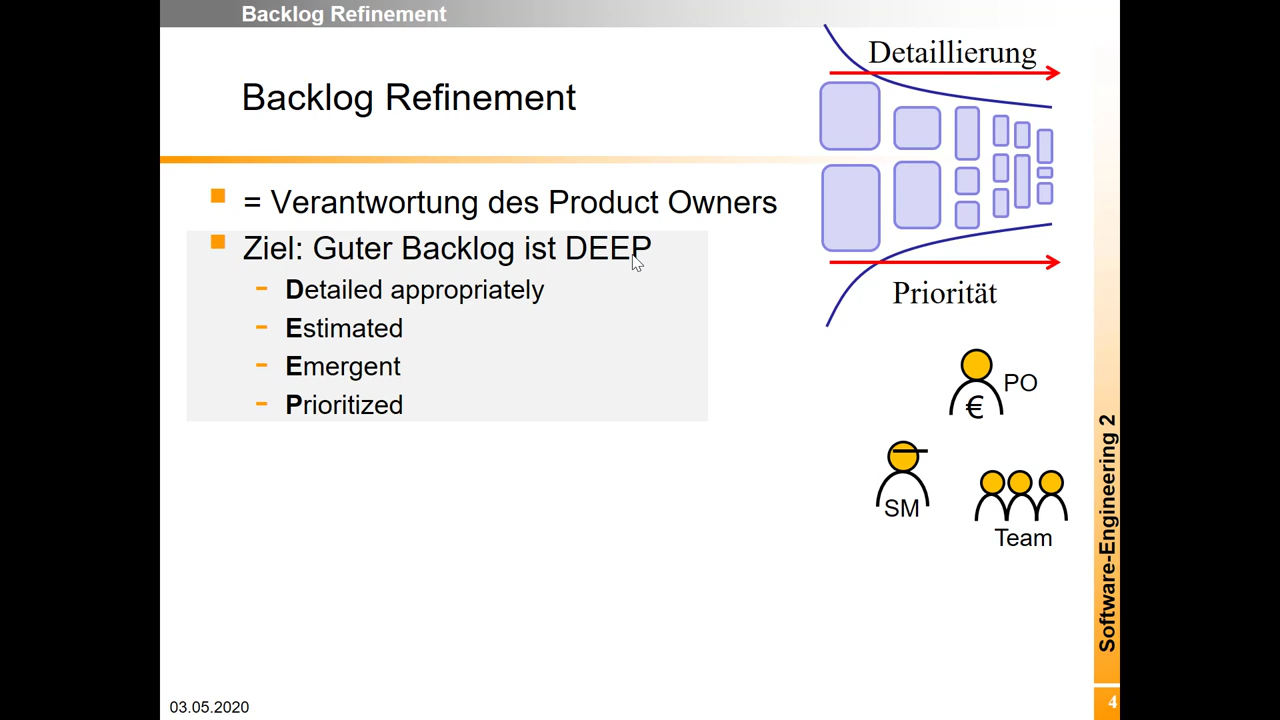 Backlog Refinement
Backlog Refinement
= Verantwortung des Product Owners
Ziel: Guter Backlog ist DEEP
- Detailed appropriately
- Estimated
- Emergent
- Prioritized
Detaillierung
Priorität
PO
€
SM
Team
Software-Engineering 2
03.05.2020
4